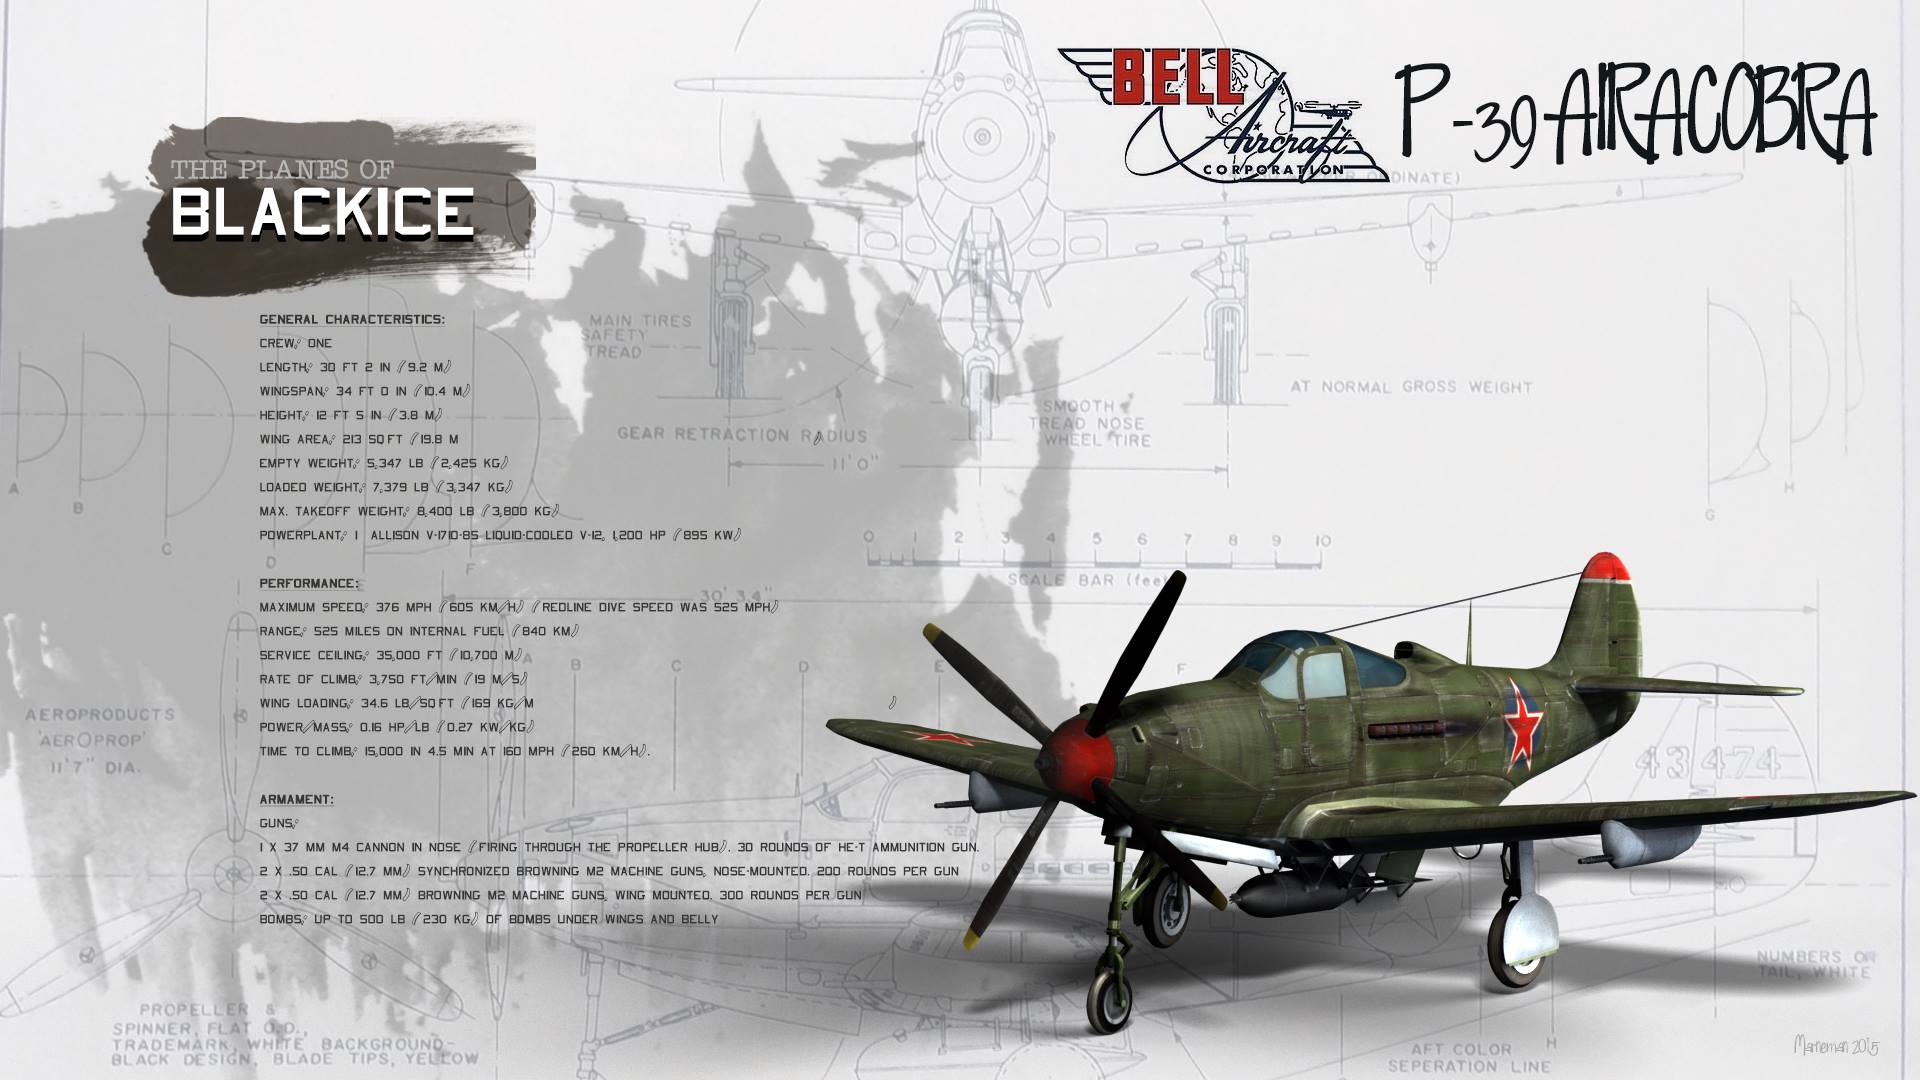 BELL
Aircraft
CORPORATION
P-39 AIRACOBRA
THE PLANES OF
BLACKICE
GENERAL CHARACTERISTICS:
CREW: ONE
LENGTH: 30 FT 2 IN (9.2 M)
WINGSPAN: 34 FT 0 IN (10.4 M)
HEIGHT: 12 FT 5 IN (3.8 M)
WING AREA: 213 SQ FT (19.8 M
EMPTY WEIGHT: 5,347 LB (2,425 KG)
LOADED WEIGHT: 7,379 LB (3,347 KG)
MAX. TAKEOFF WEIGHT: 8,400 LB (3,800 KG)
POWERPLANT: 1 ALLISON V-1710-85 LIQUID-COOLED V-12, 1,200 HP (895 KW)
PERFORMANCE:
MAXIMUM SPEED: 376 MPH (605 KM/H) (REDLINE DIVE SPEED WAS 525 MPH)
RANGE: 525 MILES ON INTERNAL FUEL (840 KM)
SERVICE CEILING: 35,000 FT (10,700 M)
RATE OF CLIMB: 3,750 FT/MIN (19 M/S)
WING LOADING: 34.6 LB/SQ FT (169 KG/M
)
POWER/MASS: 0.16 HP/LB (0.27 KW/KG)
TIME TO CLIMB: 15,000 IN 4.5 MIN AT 160 MPH (260 KM/H).
ARMAMENT:
GUNS:
1 X 37 MM M4 CANNON IN NOSE (FIRING THROUGH THE PROPELLER HUB). 30 ROUNDS OF HE-T AMMUNITION GUN.
2 X .50 CAL (12.7 MM) SYNCHRONIZED BROWNING M2 MACHINE GUNS, NOSE-MOUNTED. 200 ROUNDS PER GUN
2 X .50 CAL (12.7 MM) BROWNING M2 MACHINE GUNS, WING MOUNTED. 300 ROUNDS PER GUN
BOMBS: UP TO 500 LB (230 KG) OF BOMBS UNDER WINGS AND BELLY
ORDINATE)
MAIN TIRES
SAFETY
TREAD
AT NORMAL GROSS WEIGHT
SMOOTH
TREAD NOSE
WHEEL TIRE
GEAR RETRACTION RADIUS
11'0"
A
B
C
D
E
F
G
H
0 1 2 3 4 5 6 7 8 9 10
SCALE BAR (feet
30' 3.4"
A B C D E F
AEROPRODUCTS
'AEROPROP'
11'7" DIA.
43 474
NUMBERS ON
TAIL, WHITE
PROPELLER &
SPINNER, FLAT O.D.,
TRADEMARK, WHITE BACKGROUND-
BLACK DESIGN, BLADE TIPS, YELLOW
H
AFT COLOR
SEPERATION LINE
Marneman 2015